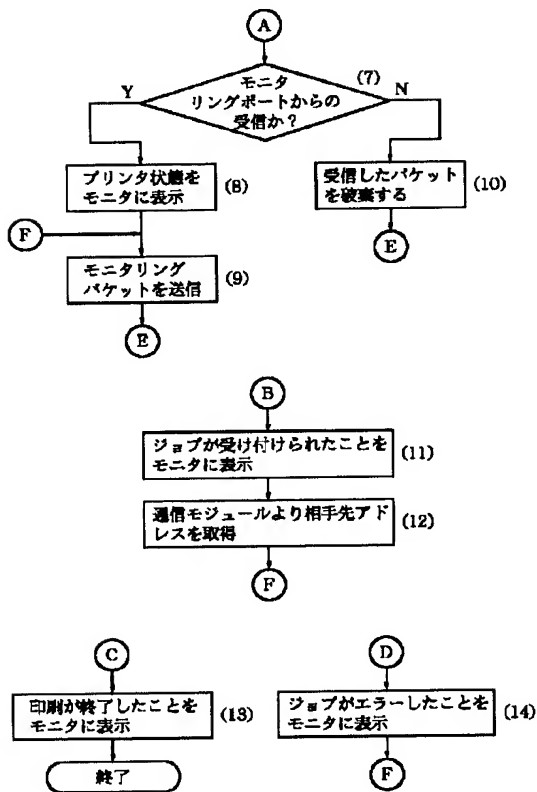 A
モニタ
リングポートからの
受信か?
(7)
Y
N
プリンタ状態を
モニタに表示
(8)
受信したパケット
を破棄する
(10)
F
E
モニタリング
パケットを送信
(9)
E
B
ジョブが受け付けられたことを
モニタに表示
(11)
通信モジュールより相手先アド
レスを取得
(12)
F
C
印刷が終了したことを
モニタに表示
(13)
終了
D
ジョブがエラーしたことを
モニタに表示
(14)
F